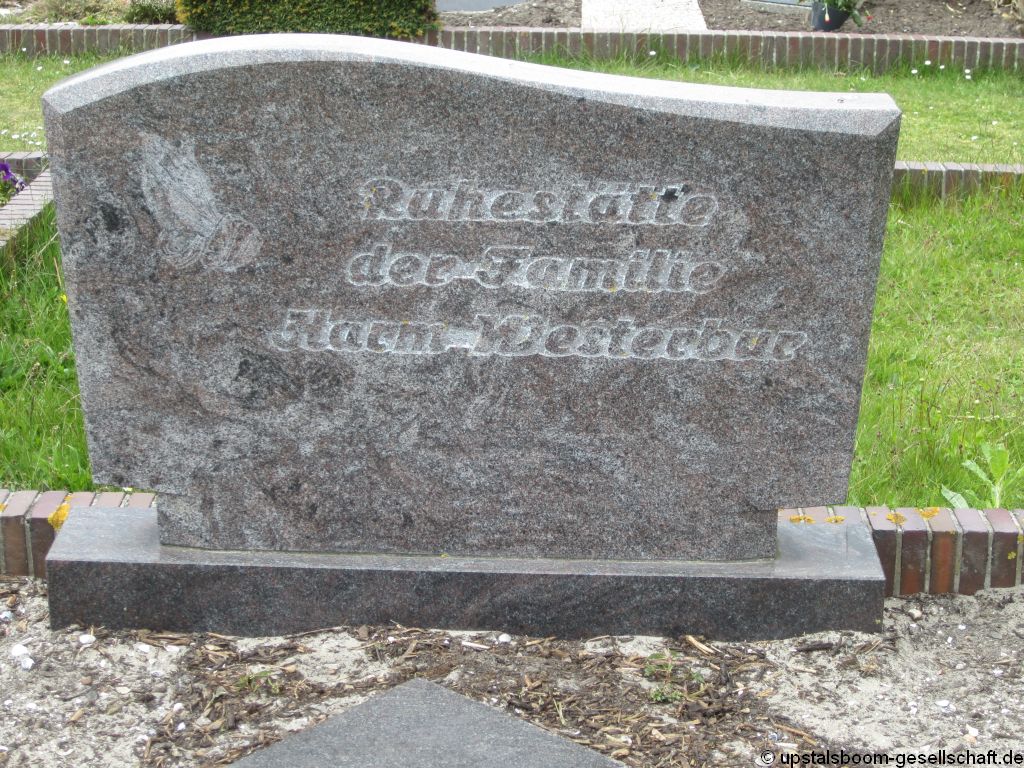 Ruhestätte
der Familie
Harm Westerbur
© upstalsboom-gesellschaft.de